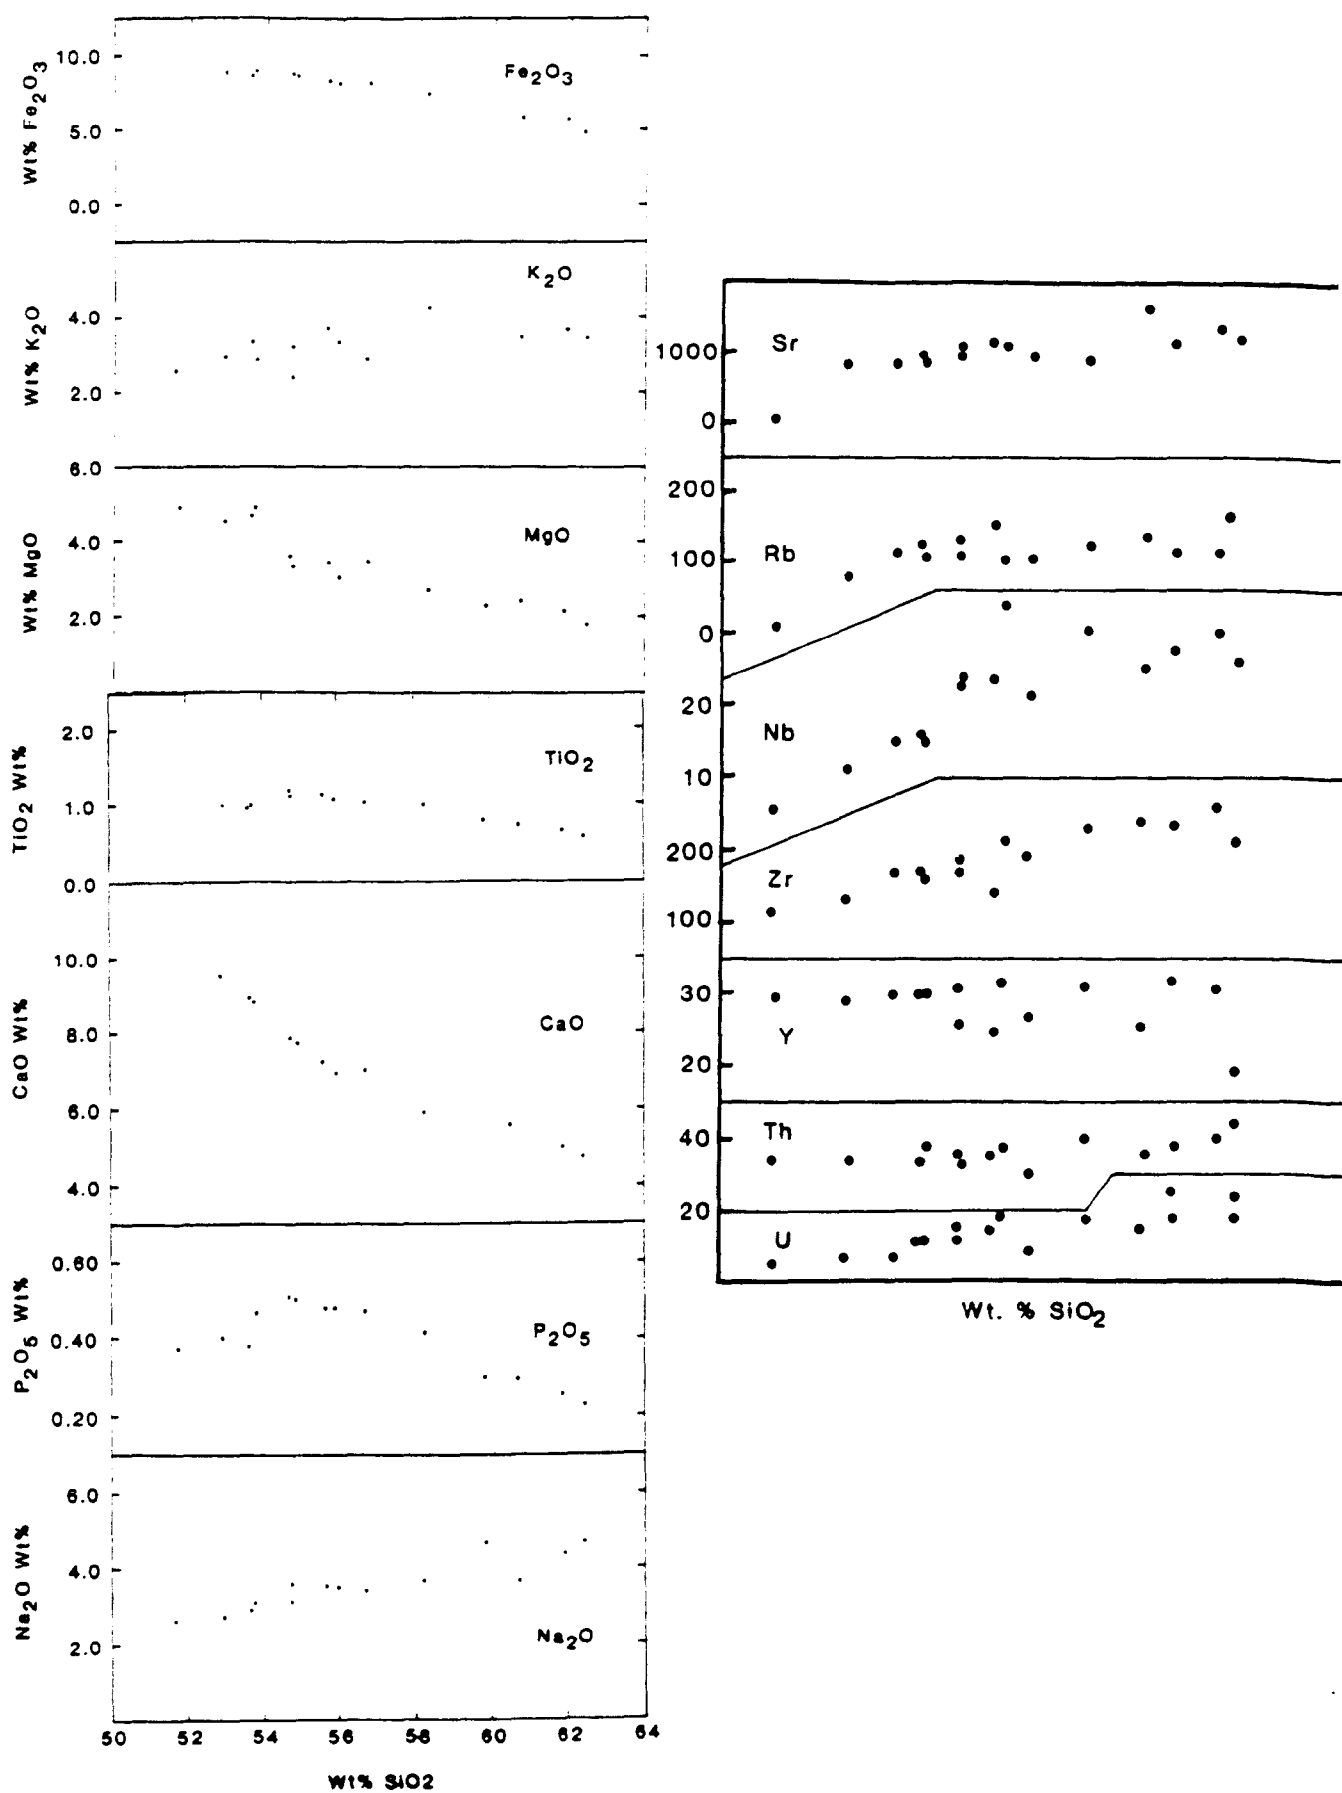 Wt% Fe2O3
10.0
5.0
0.0
Fe2O3
Wt% K2O
4.0
2.0
K2O
Wt% MgO
6.0
4.0
2.0
MgO
TiO2 Wt%
2.0
1.0
0.0
TiO2
CaO Wt%
10.0
8.0
6.0
4.0
CaO
P2O5 Wt%
0.60
0.40
0.20
P2O5
Na2O Wt%
6.0
4.0
2.0
Na2O
50 52 54 56 58 60 62 64
Wt% SiO2
Sr
1000
0
200
Rb
100
0
20
Nb
10
200
Zr
100
30
Y
20
Th
40
20
U
Wt. % SiO2